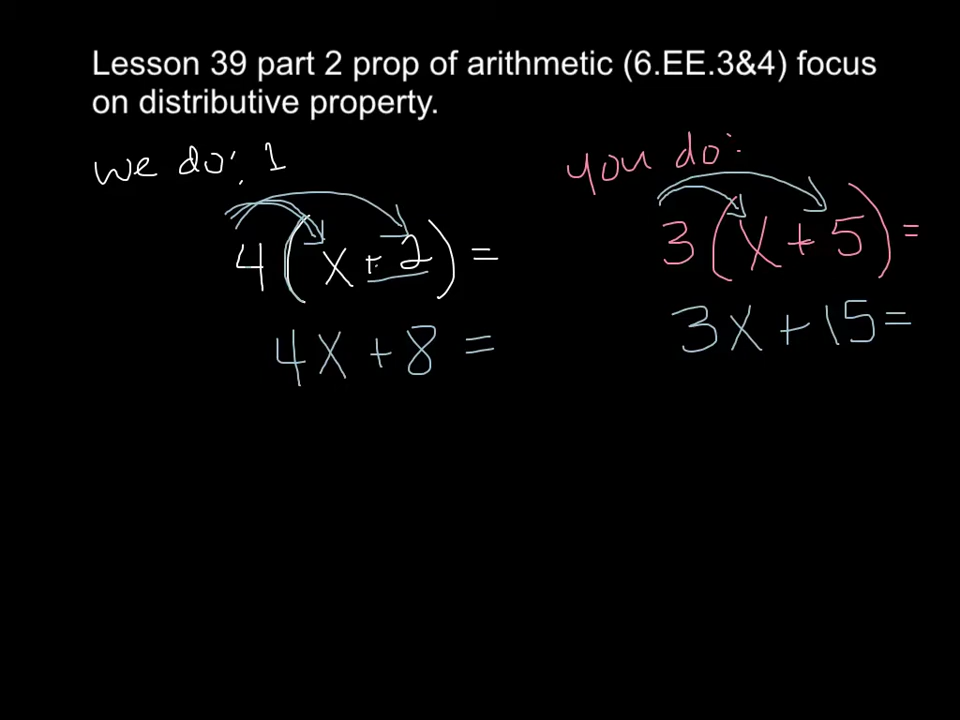 Lesson 39 part 2 prop of arithmetic (6.EE.3&4) focus
on distributive property.
we do: 1
4(x+2)=
4x+8=
you do:
3(x+5)=
3x+15=